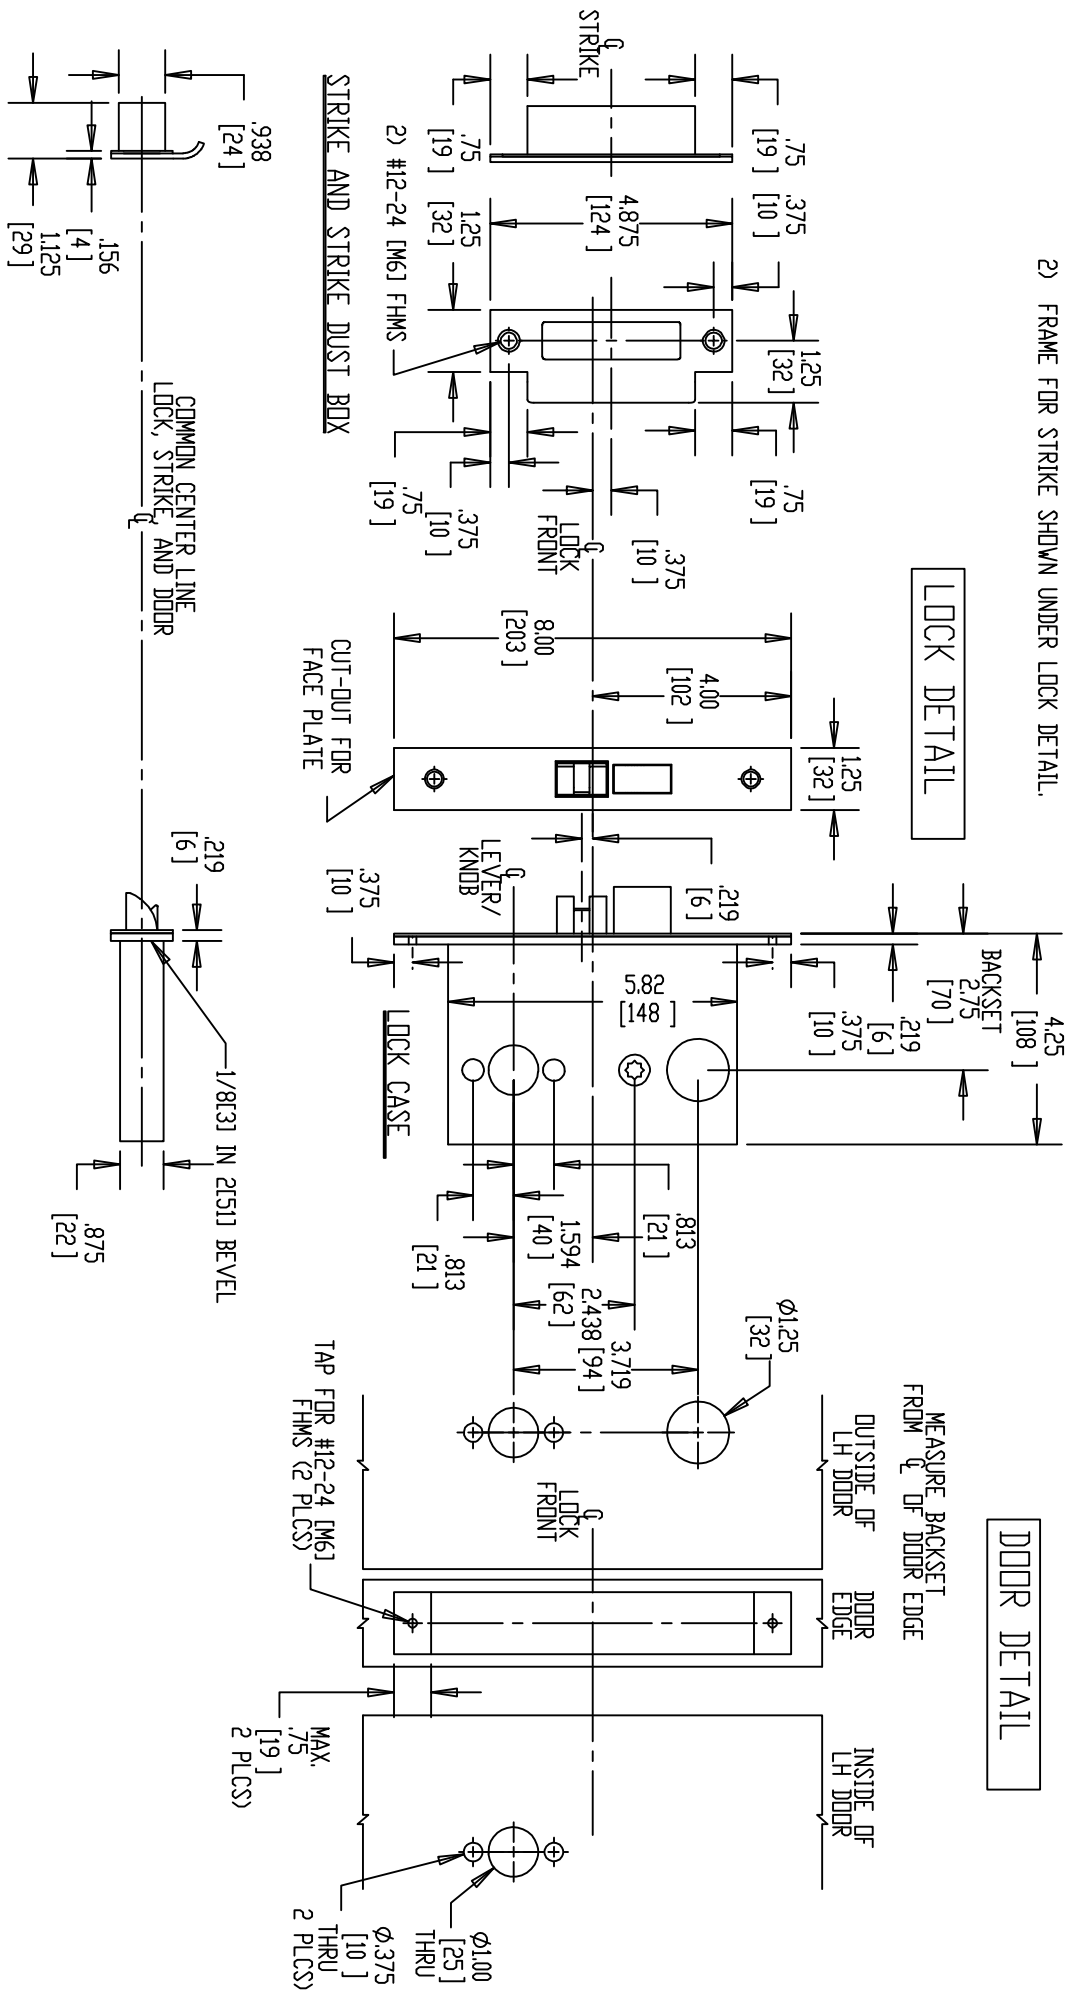 2) FRAME FOR STRIKE SHOWN UNDER LOCK DETAIL.
LOCK DETAIL
DOOR DETAIL
℄
STRIKE
.75
[19 ]
.75
[19 ]
.375
[10 ]
4.875
[124 ]
1.25
[32 ]
1.25
[32 ]
2) #12-24 [M6] FHMS
STRIKE AND STRIKE DUST BOX
.75
[19 ]
.375
[10 ]
.75
[19 ]
.375
[10 ]
℄
LOCK
FRONT
8.00
[203 ]
4.00
[102 ]
1.25
[32 ]
CUT-OUT FOR
FACE PLATE
.219
[6 ]
℄
LEVER/
KNOB
.375
[10 ]
4.25
[108 ]
BACKSET
2.75
[70 ]
.219
[6 ]
.375
[10 ]
5.82
[148 ]
LOCK CASE
.813
[21 ]
1.594
[40 ]
.813
[21 ]
2.438
[62 ]
3.719
[94 ]
Ø1.25
[32 ]
MEASURE BACKSET
FROM ℄ OF DOOR EDGE
OUTSIDE OF
LH DOOR
DOOR
EDGE
INSIDE OF
LH DOOR
℄
LOCK
FRONT
TAP FOR #12-24 [M6]
FHMS (2 PLCS)
MAX.
.75
[19 ]
2 PLCS)
Ø1.00
[25 ]
THRU
Ø.375
[10 ]
THRU
2 PLCS)
.938
[24 ]
.156
[4 ]
1.125
[29 ]
COMMON CENTER LINE
LOCK, STRIKE, AND DOOR
℄
.219
[6 ]
1/8[3] IN 2[51] BEVEL
.875
[22 ]